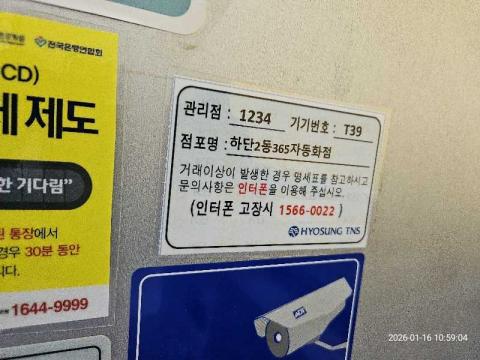 전국은행연합회
CD)
제 제도
한 기다림"
된 통장에서
경우 30분 동안
니다.
1644-9999
관리점 : 1234 기기번호 : T39
점포명 : 하단2동365자동화점
거래이상이 발생한 경우 명세표를 참고하시고
문의사항은 인터폰을 이용해 주십시오.
(인터폰 고장시 1566-0022 )
HYOSUNG TNS
2026-01-16 10:59:04